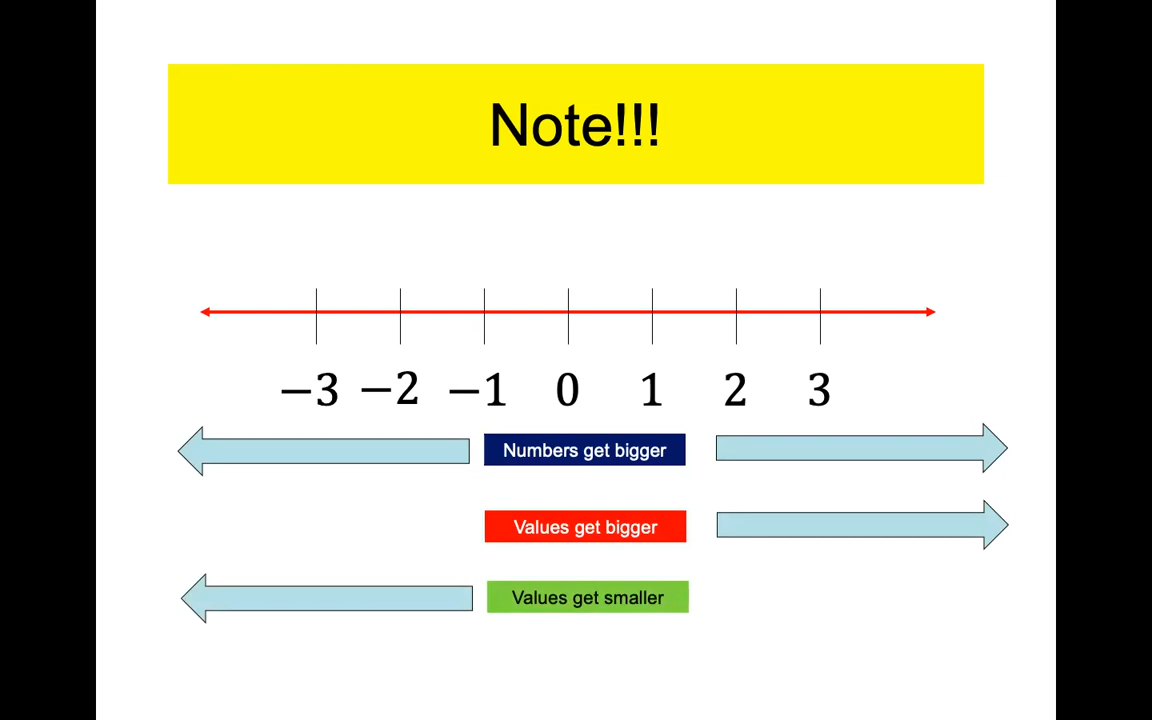 Note!!!
−3 −2 −1 0 1 2 3
Numbers get bigger
Values get bigger
Values get smaller